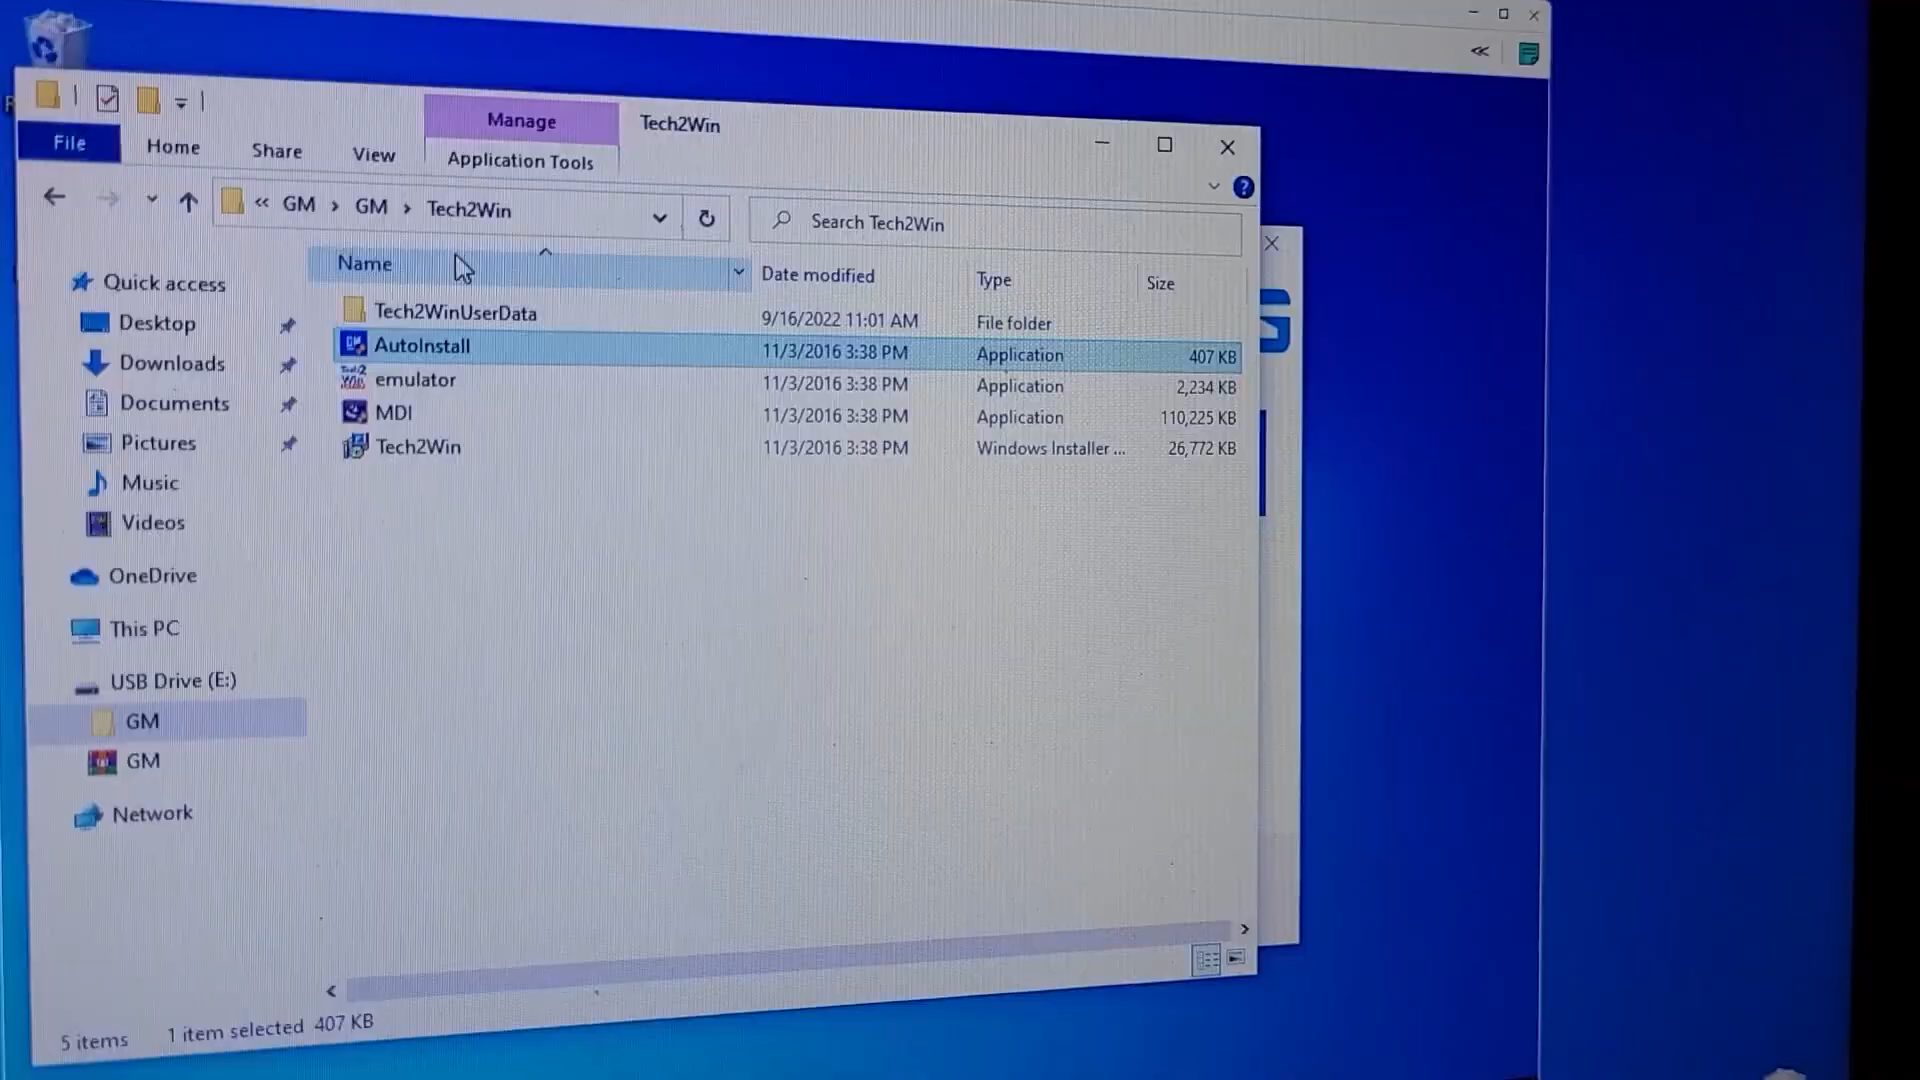 Manage
Tech2Win
File
Home
Share
View
Application Tools
« GM › GM › Tech2Win
Search Tech2Win
Name
Date modified
Type
Size
Quick access
Desktop
Downloads
Documents
Pictures
Music
Videos
OneDrive
This PC
USB Drive (E:)
GM
GM
Network
Tech2WinUserData 9/16/2022 11:01 AM File folder
AutoInstall 11/3/2016 3:38 PM Application 407 KB
emulator 11/3/2016 3:38 PM Application 2,234 KB
MDI 11/3/2016 3:38 PM Application 110,225 KB
Tech2Win 11/3/2016 3:38 PM Windows Installer ... 26,772 KB
5 items 1 item selected 407 KB